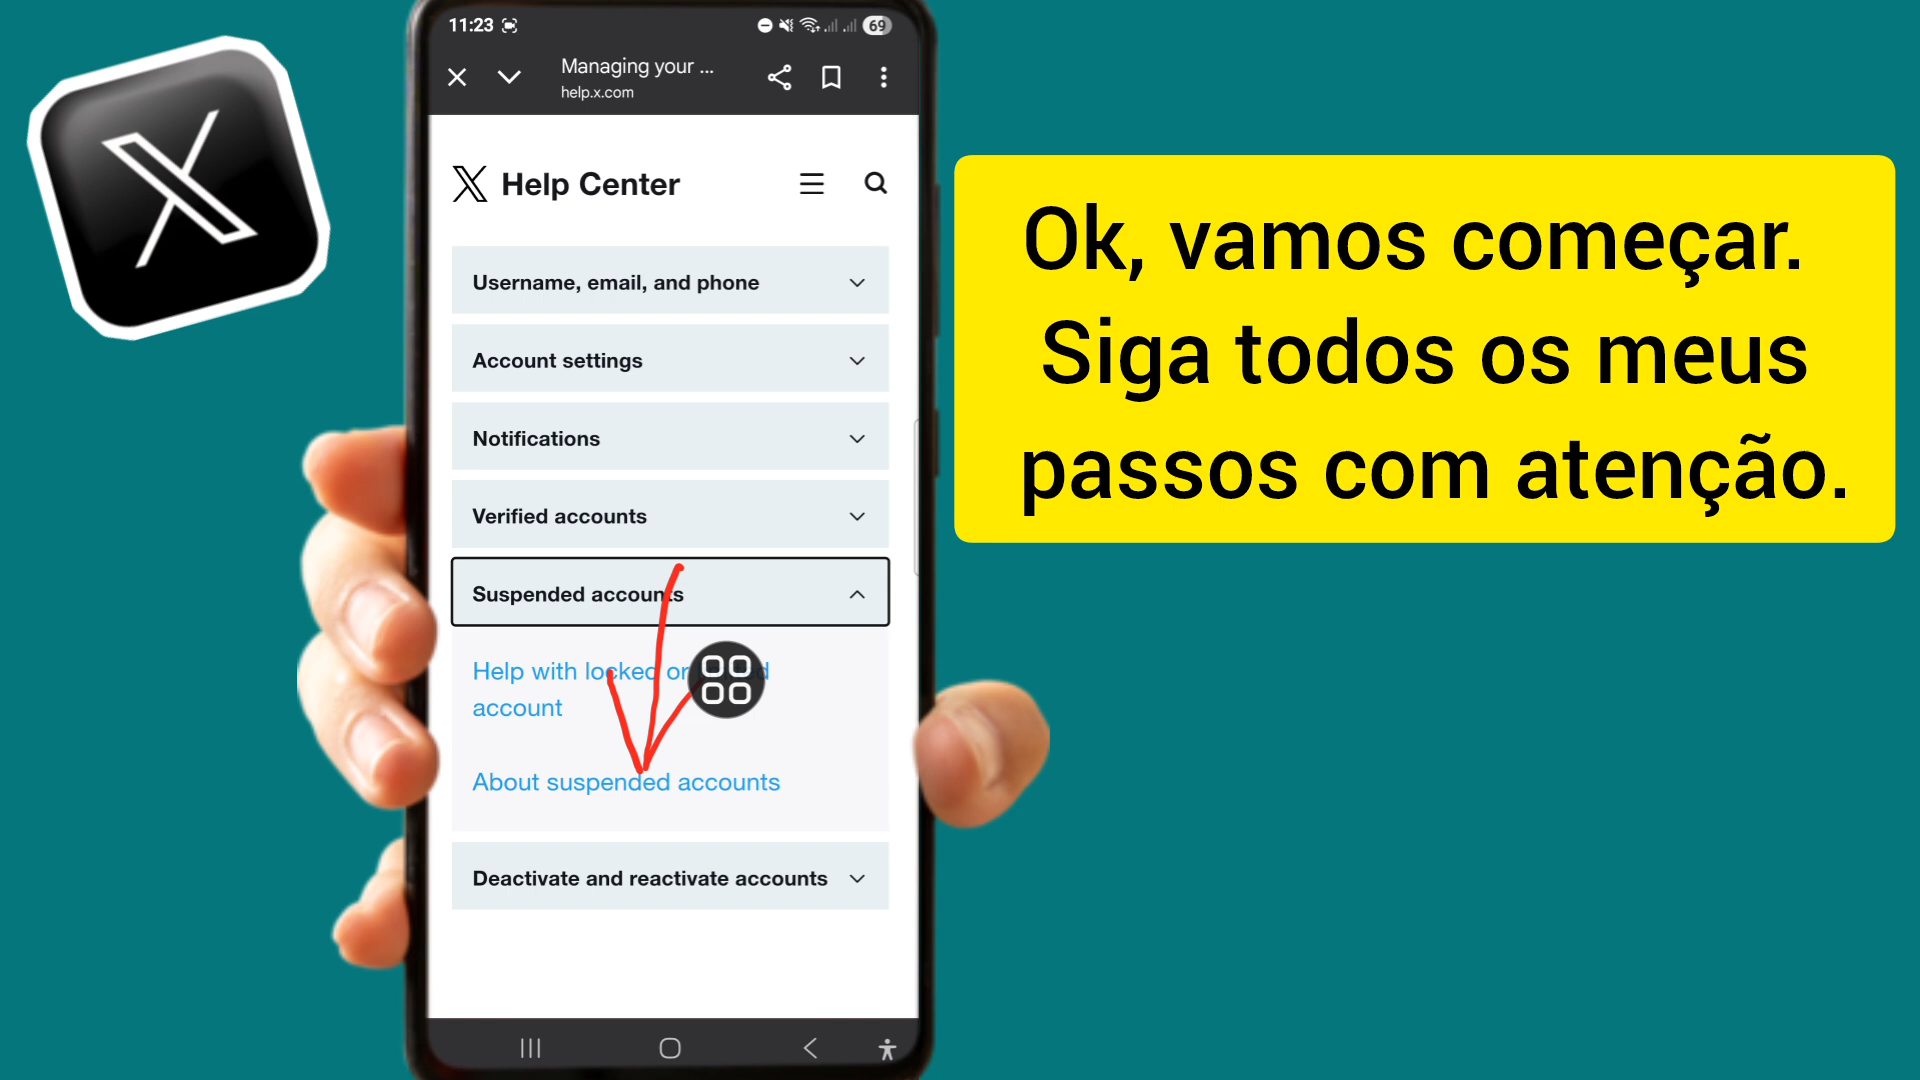 11:23
69
Managing your ...
help.x.com
X Help Center
Username, email, and phone
Account settings
Notifications
Verified accounts
Suspended accounts
Help with locked or
account
About suspended accounts
Deactivate and reactivate accounts
Ok, vamos começar.
Siga todos os meus
passos com atenção.